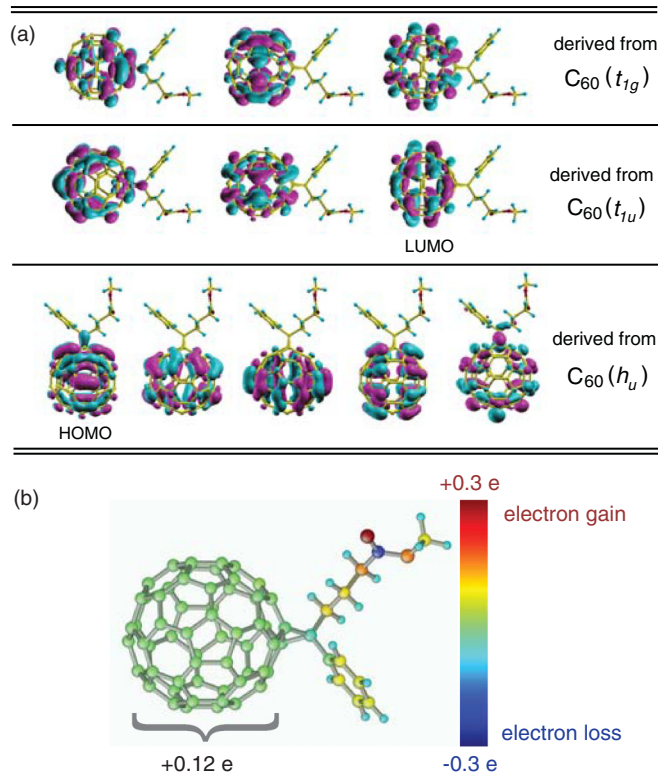 (a)
derived from
C60 (t1g)
derived from
C60 (t1u)
LUMO
derived from
C60 (hu)
HOMO
(b)
+0.3 e
electron gain
electron loss
-0.3 e
+0.12 e